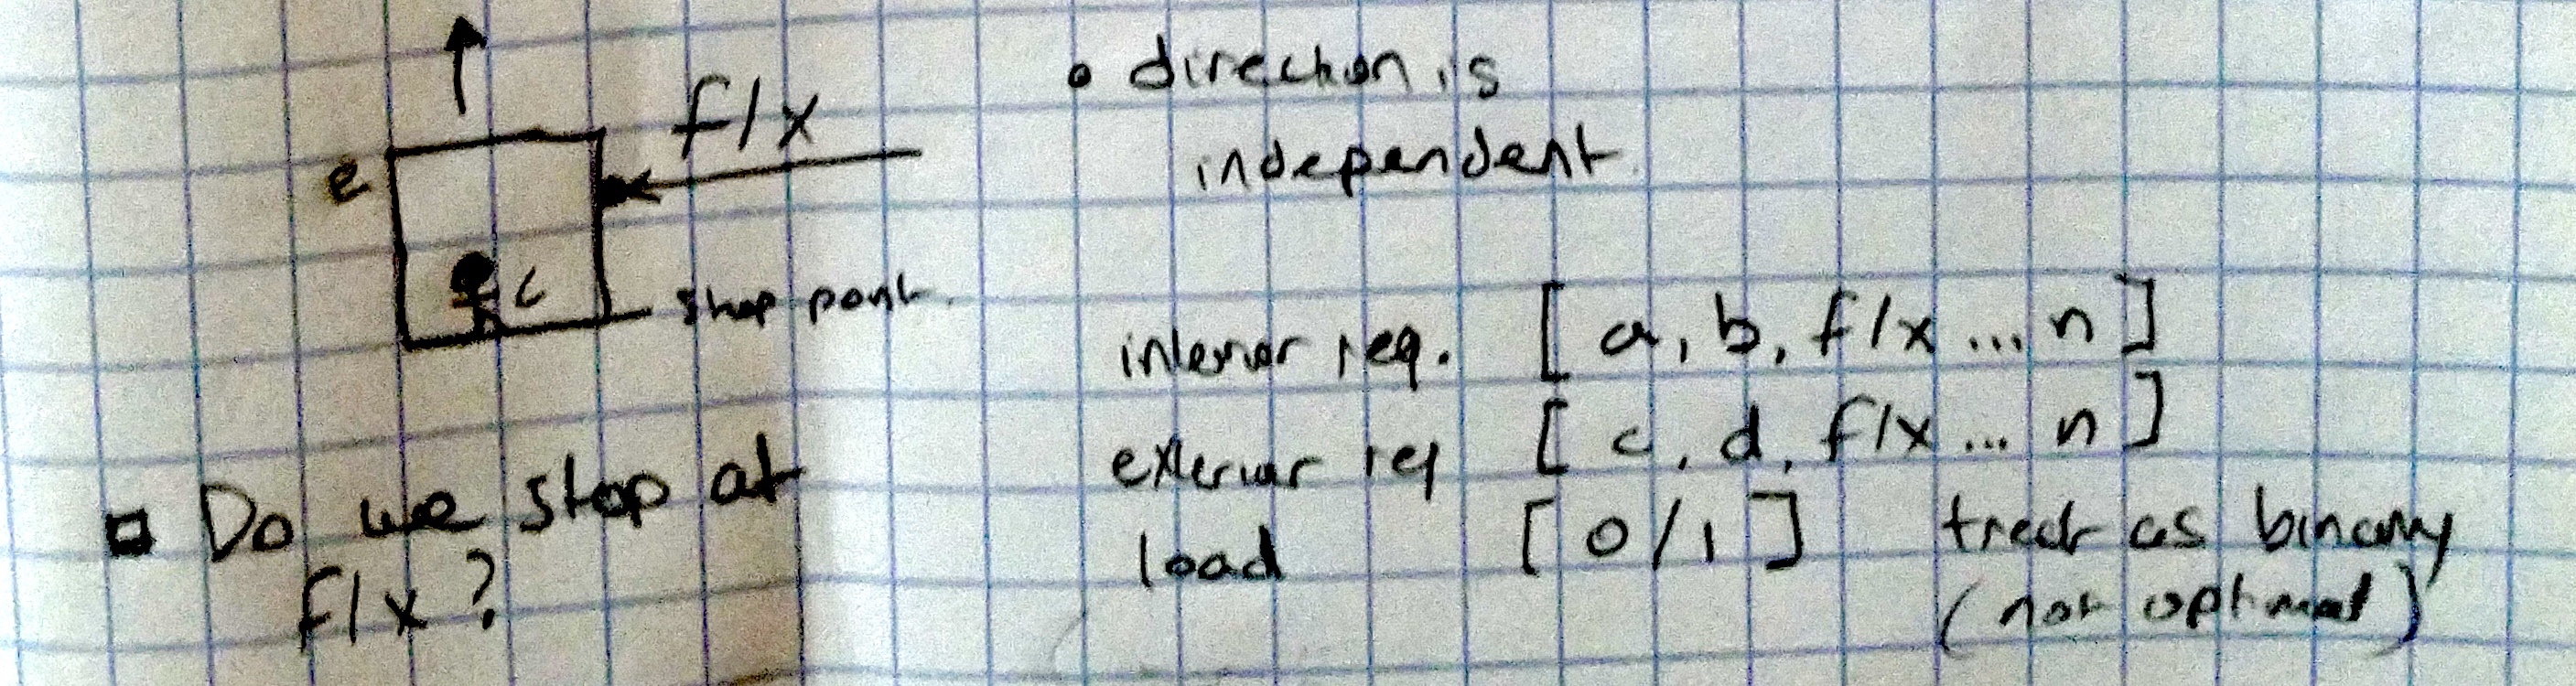 f/x
e
c
stop point.
□ Do we stop at
f/x?
• direction is
independent.
interior req. [a, b, f/x ... n]
exterior req [c, d, f/x ... n]
load [0/1] treat as binary
(not optimal)